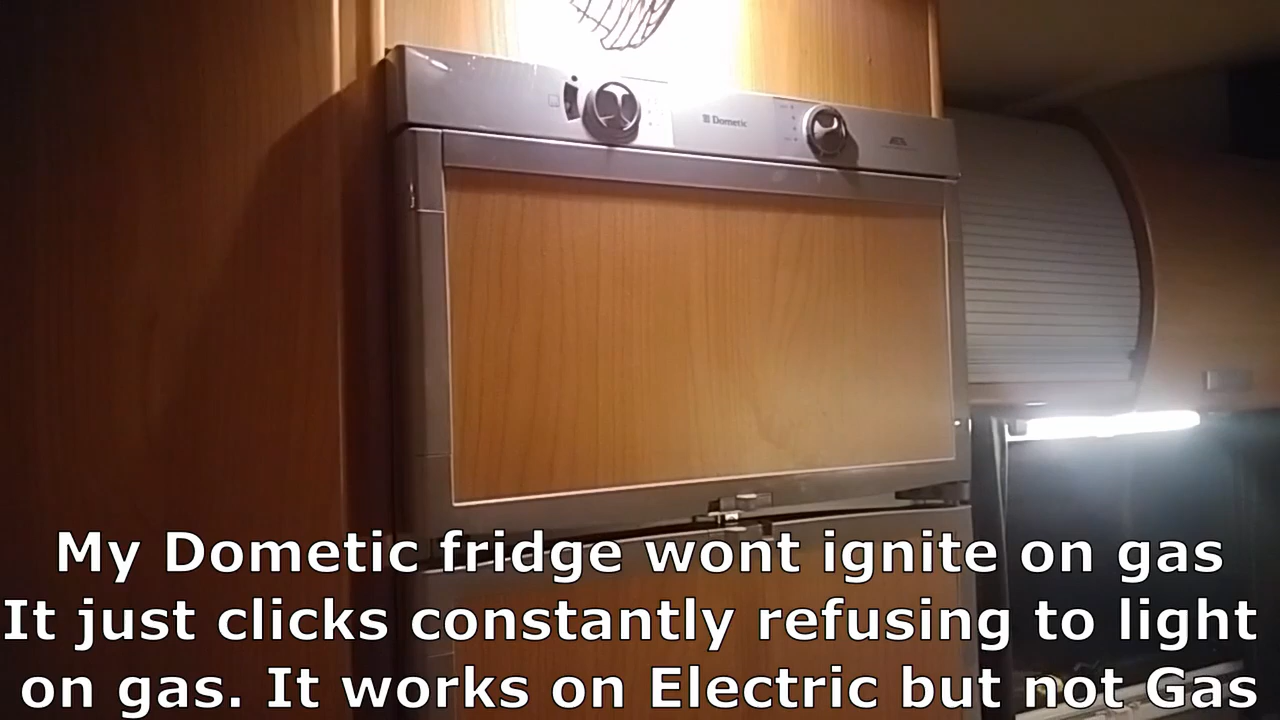 Dometic
AES
My Dometic fridge wont ignite on gas
It just clicks constantly refusing to light
on gas. It works on Electric but not Gas